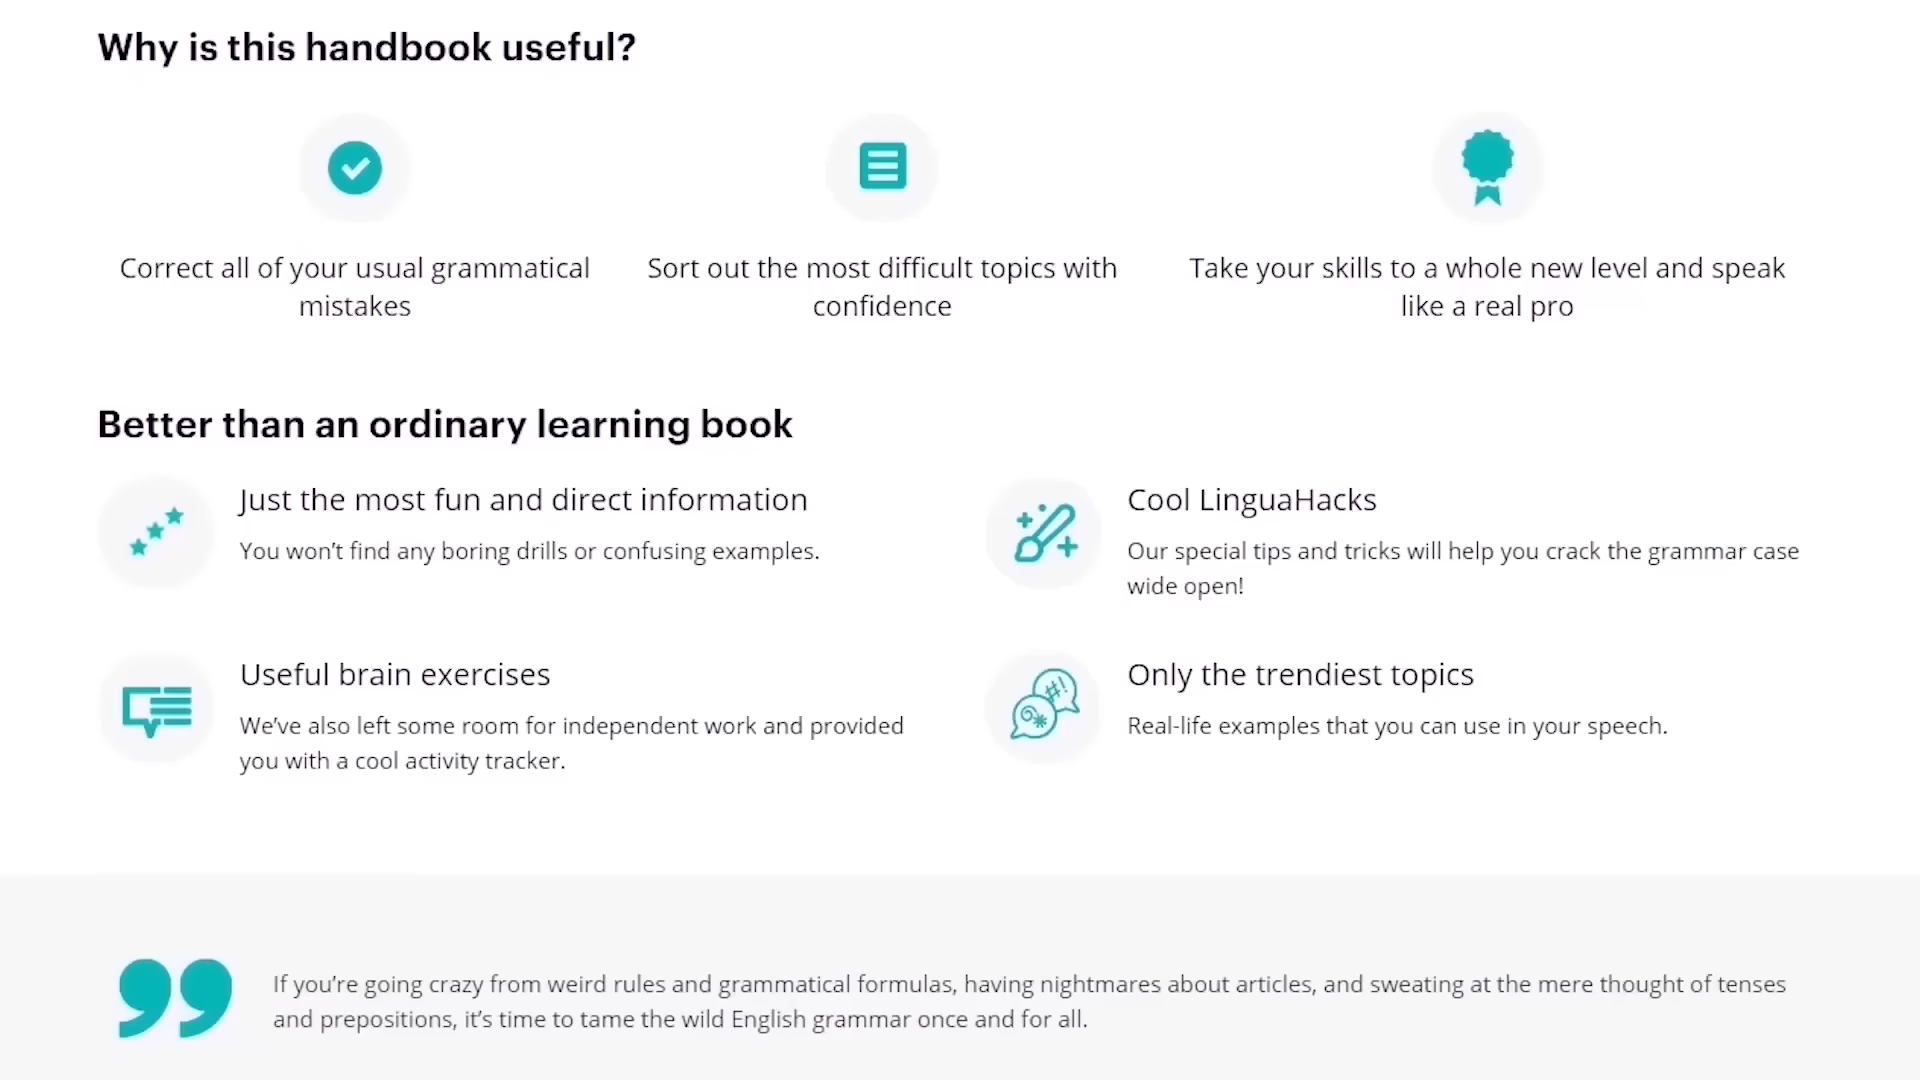 Why is this handbook useful?
Correct all of your usual grammatical
mistakes
Sort out the most difficult topics with
confidence
Take your skills to a whole new level and speak
like a real pro
Better than an ordinary learning book
Just the most fun and direct information
You won’t find any boring drills or confusing examples.
Cool LinguaHacks
Our special tips and tricks will help you crack the grammar case
wide open!
Useful brain exercises
We’ve also left some room for independent work and provided
you with a cool activity tracker.
Only the trendiest topics
Real-life examples that you can use in your speech.
If you’re going crazy from weird rules and grammatical formulas, having nightmares about articles, and sweating at the mere thought of tenses
and prepositions, it’s time to tame the wild English grammar once and for all.